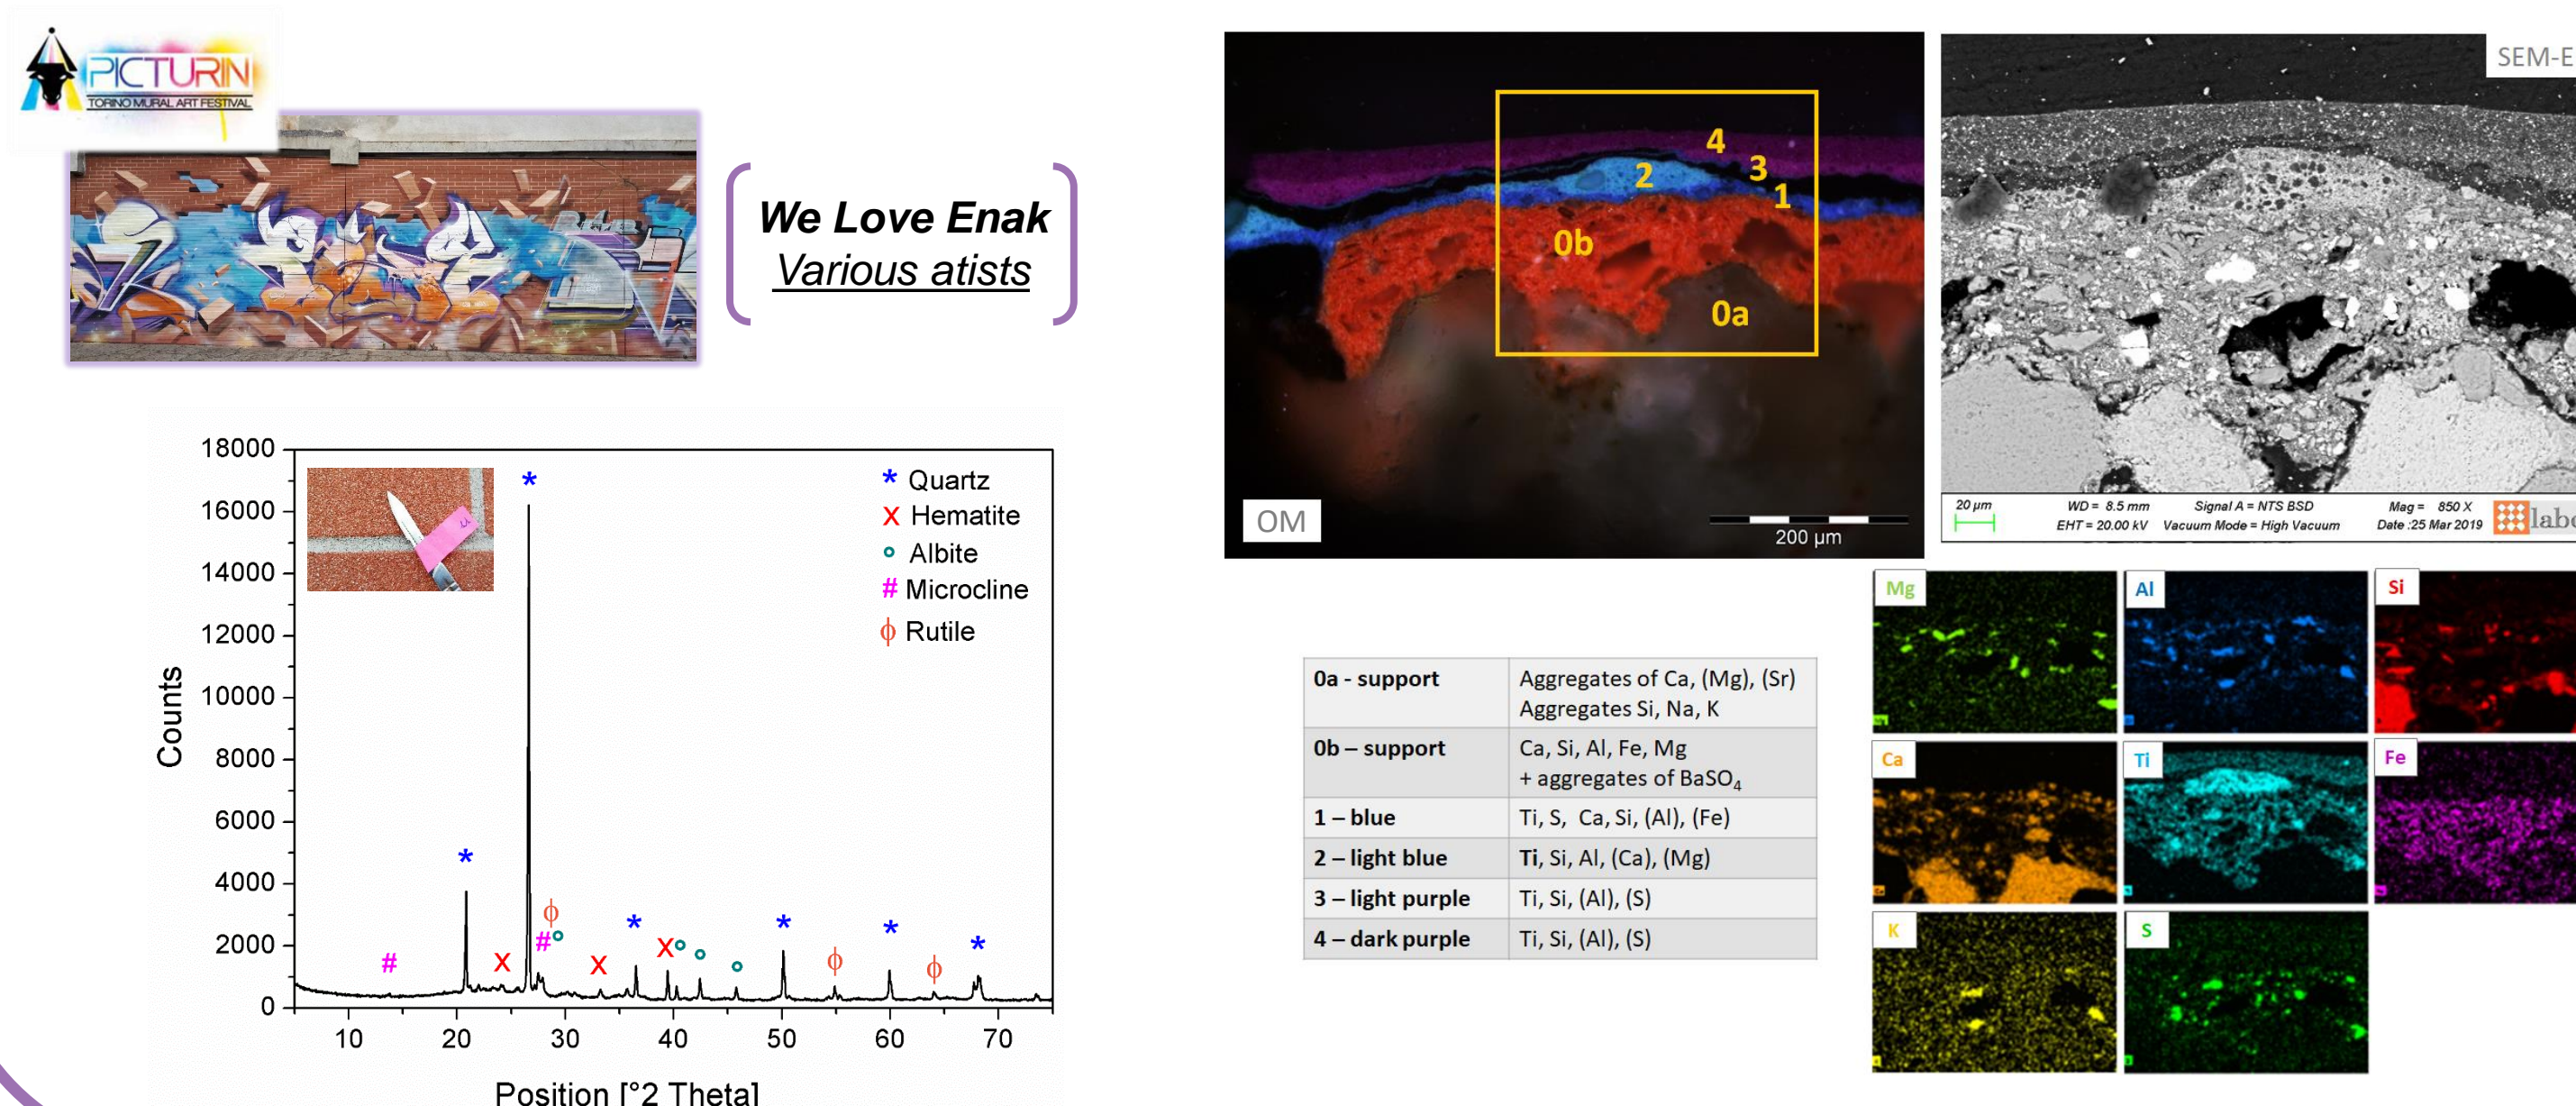 PICTURIN
TORINO MURAL ART FESTIVAL
We Love Enak
Various atists
18000
16000
14000
12000
10000
8000
6000
4000
2000
0
Counts
* Quartz
x Hematite
° Albite
# Microcline
ϕ Rutile
10 20 30 40 50 60 70
Position [°2 Theta]
4
3
2
1
0b
0a
OM
200 µm
SEM-E
20 µm
WD = 8.5 mm Signal A = NTS BSD Mag = 850 X
EHT = 20.00 kV Vacuum Mode = High Vacuum Date :25 Mar 2019
0a - support Aggregates of Ca, (Mg), (Sr)
Aggregates Si, Na, K
0b – support Ca, Si, Al, Fe, Mg
+ aggregates of BaSO₄
1 – blue Ti, S, Ca, Si, (Al), (Fe)
2 – light blue Ti, Si, Al, (Ca), (Mg)
3 – light purple Ti, Si, (Al), (S)
4 – dark purple Ti, Si, (Al), (S)
Mg Al Si
Ca Ti Fe
K S